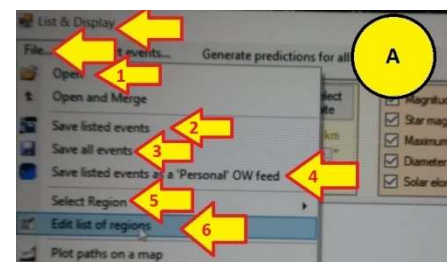 List & Display
File... events... Generate predictions for all
A
Open
1
Open and Merge
Save listed events
2
Save all events
3
Save listed events as a 'Personal' OW feed
4
Select Region
5
Edit list of regions
6
Plot paths on a map
km
Magnitu
Star mag
Maximum
Diameter
Solar elon